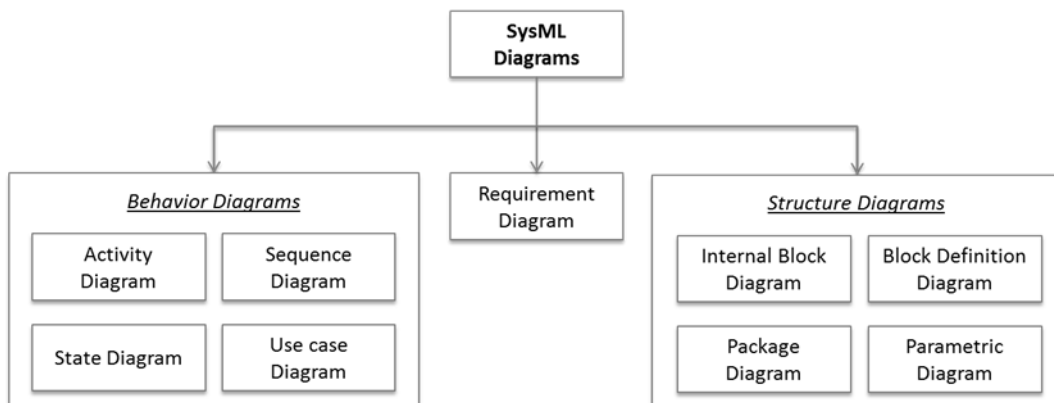 SysML
Diagrams
Behavior Diagrams
Activity
Diagram
Sequence
Diagram
State Diagram
Use case
Diagram
Requirement
Diagram
Structure Diagrams
Internal Block
Diagram
Block Definition
Diagram
Package
Diagram
Parametric
Diagram